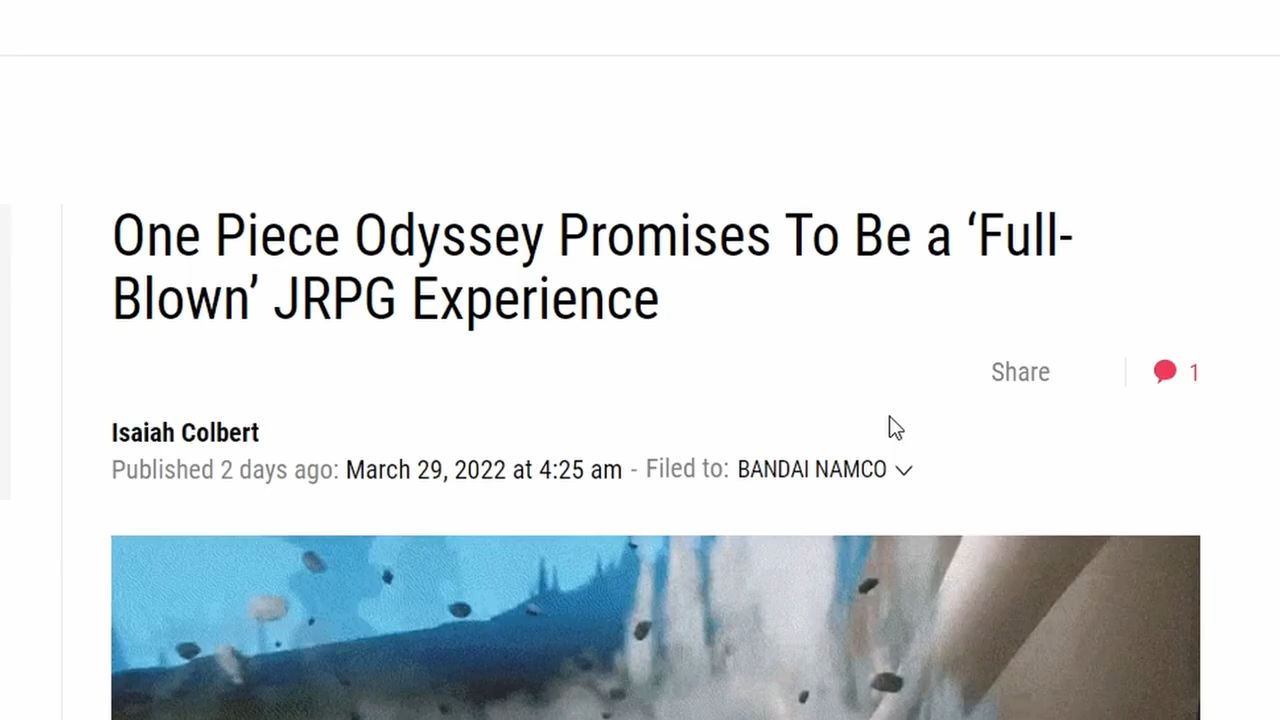 One Piece Odyssey Promises To Be a ‘Full-
Blown’ JRPG Experience
Share
1
Isaiah Colbert
Published 2 days ago: March 29, 2022 at 4:25 am - Filed to: BANDAI NAMCO